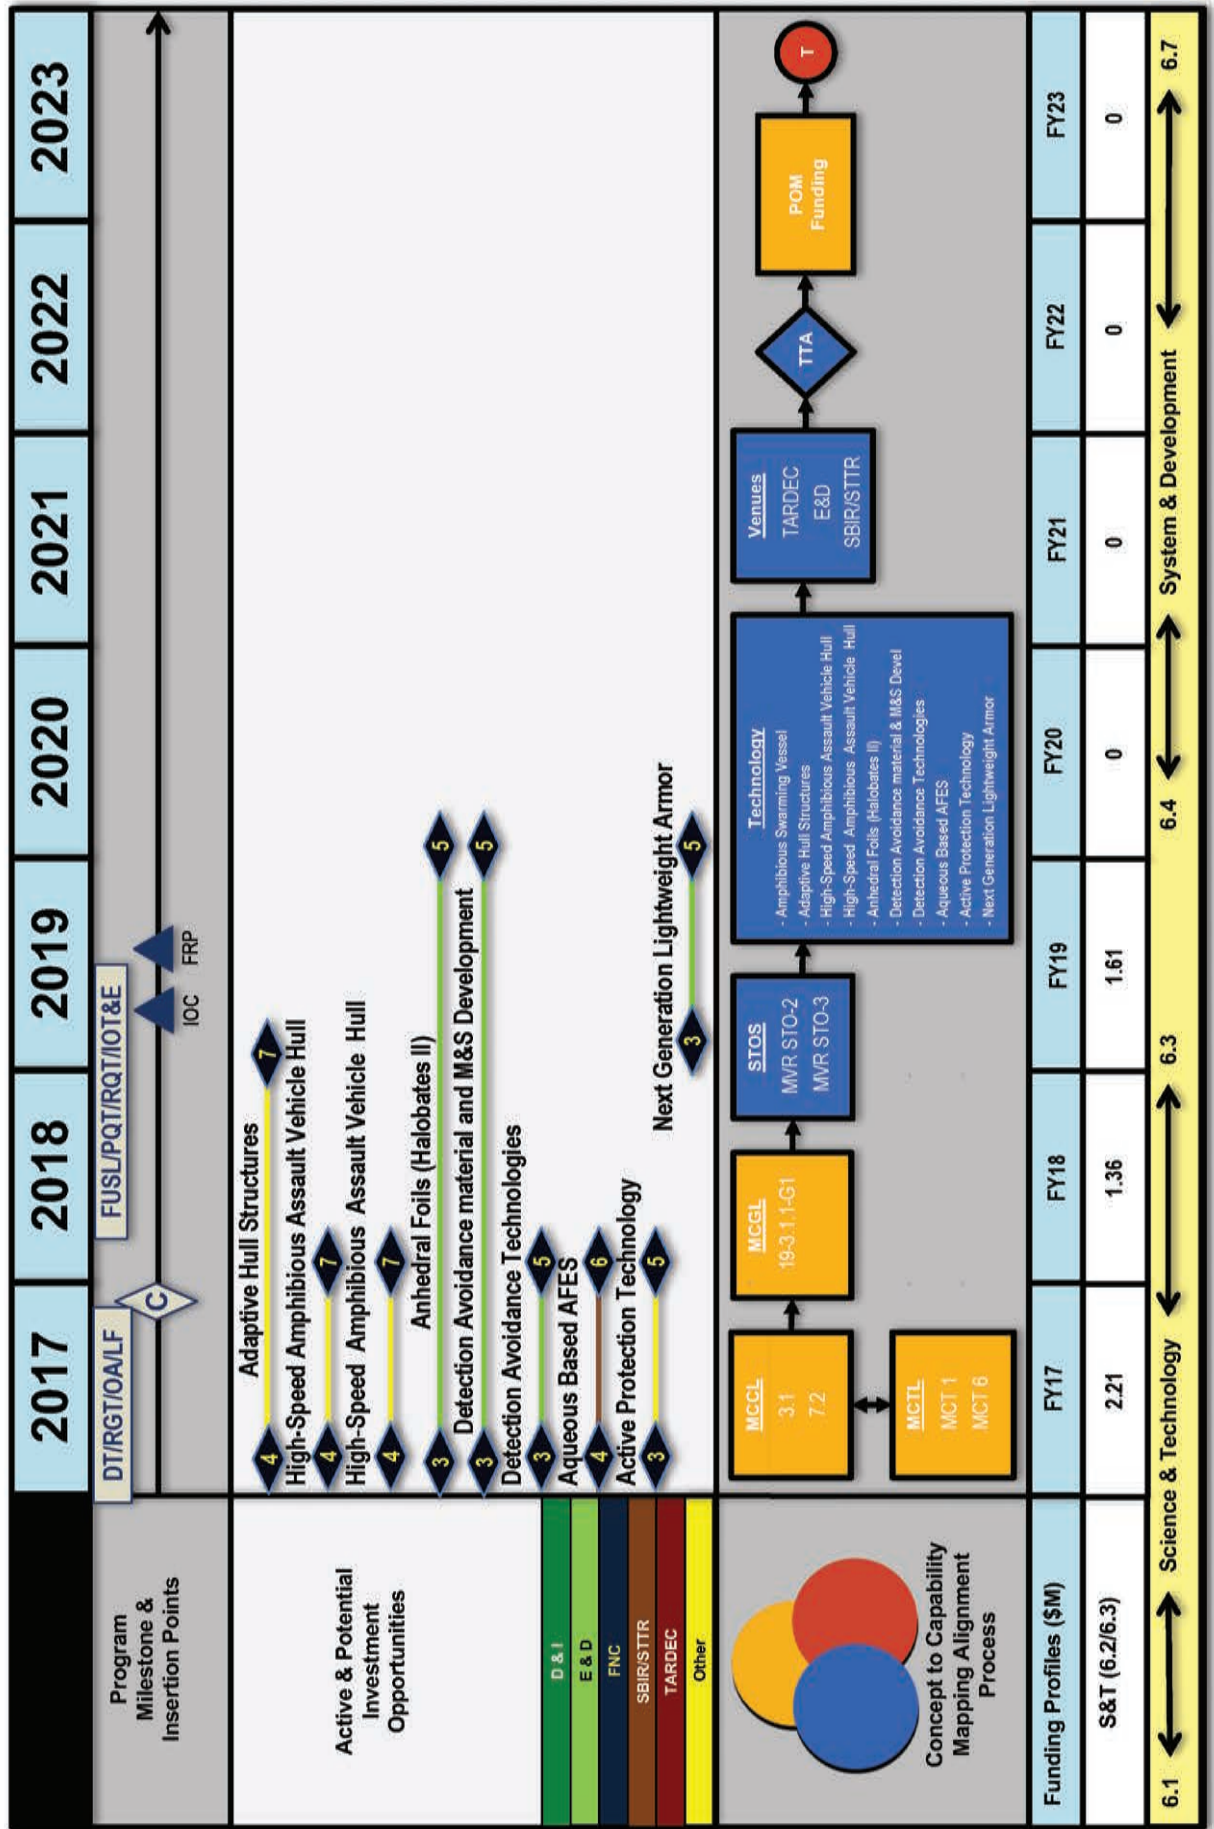 2017
2018
2019
2020
2021
2022
2023
Program
Milestone &
Insertion Points
DT/RGT/OA/LF
C
FUSL/PQT/RQT/IOT&E
IOC
FRP
Active & Potential
Investment
Opportunities
D & I
E & D
FNC
SBIR/STTR
TARDEC
Other
Adaptive Hull Structures
4
7
High-Speed Amphibious Assault Vehicle Hull
4
7
High-Speed Amphibious Assault Vehicle Hull
4
7
Anhedral Foils (Halobates II)
3
5
Detection Avoidance material and M&S Development
3
5
Detection Avoidance Technologies
3
5
Aqueous Based AFES
4
6
Active Protection Technology
3
5
Next Generation Lightweight Armor
3
5
Concept to Capability
Mapping Alignment
Process
MCCL
3.1
7.2
MCTL
MCT 1
MCT 6
MCGL
19-3.1.1-G1
STOS
MVR STO-2
MVR STO-3
Technology
- Amphibious Swarming Vessel
- Adaptive Hull Structures
- High-Speed Amphibious Assault Vehicle Hull
- High-Speed Amphibious Assault Vehicle Hull
- Anhedral Foils (Halobates II)
- Detection Avoidance material & M&S Devel
- Detection Avoidance Technologies
- Aqueous Based AFES
- Active Protection Technology
- Next Generation Lightweight Armor
Venues
TARDEC
E&D
SBIR/STTR
TTA
POM
Funding
T
Funding Profiles ($M)
FY17
FY18
FY19
FY20
FY21
FY22
FY23
S&T (6.2/6.3)
2.21
1.36
1.61
0
0
0
0
6.1
Science & Technology
6.3
6.4
System & Development
6.7